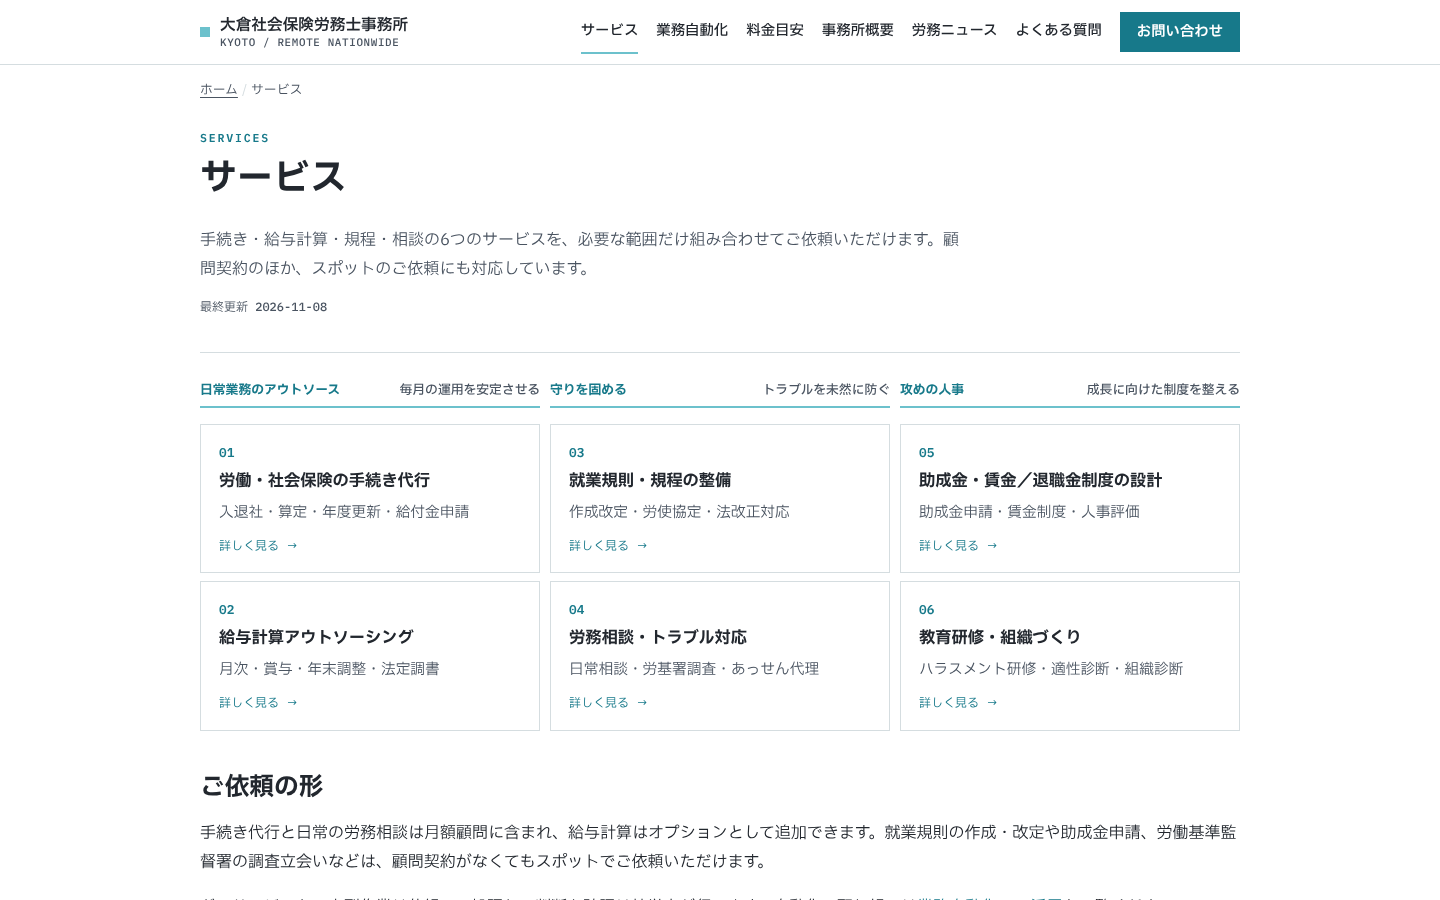 大倉社会保険労務士事務所
KYOTO / REMOTE NATIONWIDE
サービス 業務自動化 料金目安 事務所概要 労務ニュース よくある質問 お問い合わせ
ホーム / サービス
SERVICES
サービス
手続き・給与計算・規程・相談の6つのサービスを、必要な範囲だけ組み合わせてご依頼いただけます。顧
問契約のほか、スポットのご依頼にも対応しています。
最終更新 2026-11-08
日常業務のアウトソース 毎月の運用を安定させる
01
労働・社会保険の手続き代行
入退社・算定・年度更新・給付金申請
詳しく見る →
02
給与計算アウトソーシング
月次・賞与・年末調整・法定調書
詳しく見る →
守りを固める トラブルを未然に防ぐ
03
就業規則・規程の整備
作成改定・労使協定・法改正対応
詳しく見る →
04
労務相談・トラブル対応
日常相談・労基署調査・あっせん代理
詳しく見る →
攻めの人事 成長に向けた制度を整える
05
助成金・賃金／退職金制度の設計
助成金申請・賃金制度・人事評価
詳しく見る →
06
教育研修・組織づくり
ハラスメント研修・適性診断・組織診断
詳しく見る →
ご依頼の形
手続き代行と日常の労務相談は月額顧問に含まれ、給与計算はオプションとして追加できます。就業規則の作成・改定や助成金申請、労働基準監
督署の調査立会いなどは、顧問契約がなくてもスポットでご依頼いただけます。